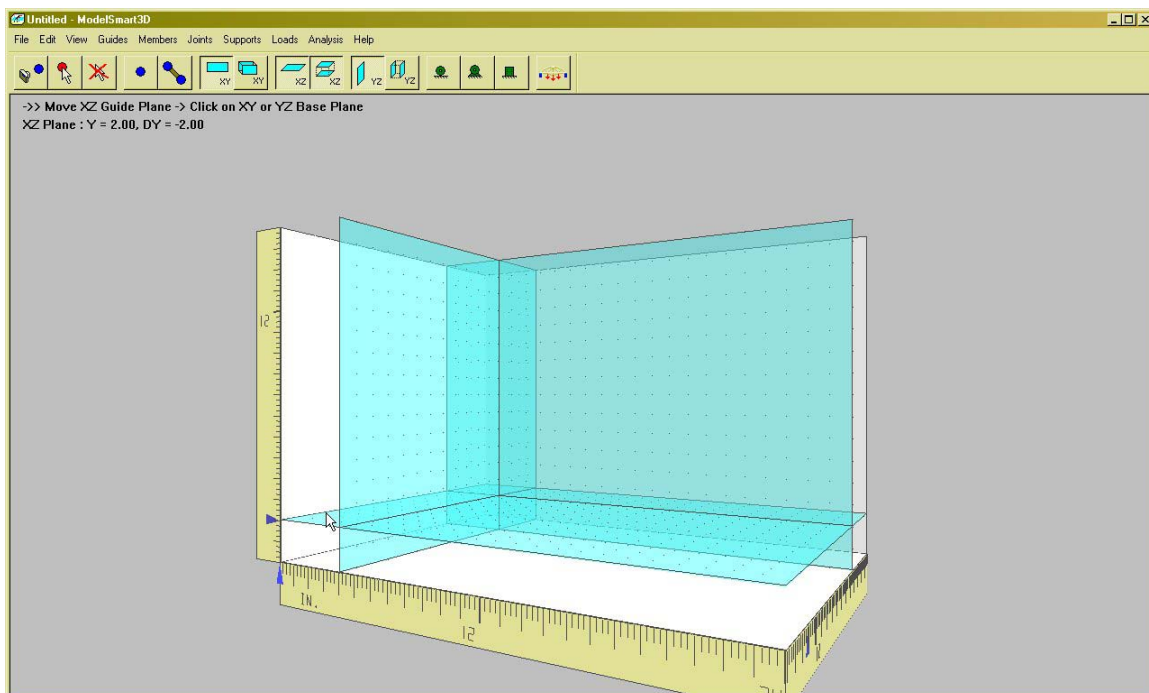 Untitled - ModelSmart3D
File Edit View Guides Members Joints Supports Loads Analysis Help
XY XY XZ XZ YZ YZ
->> Move XZ Guide Plane -> Click on XY or YZ Base Plane
XZ Plane : Y = 2.00, DY = -2.00
12
IN.
12